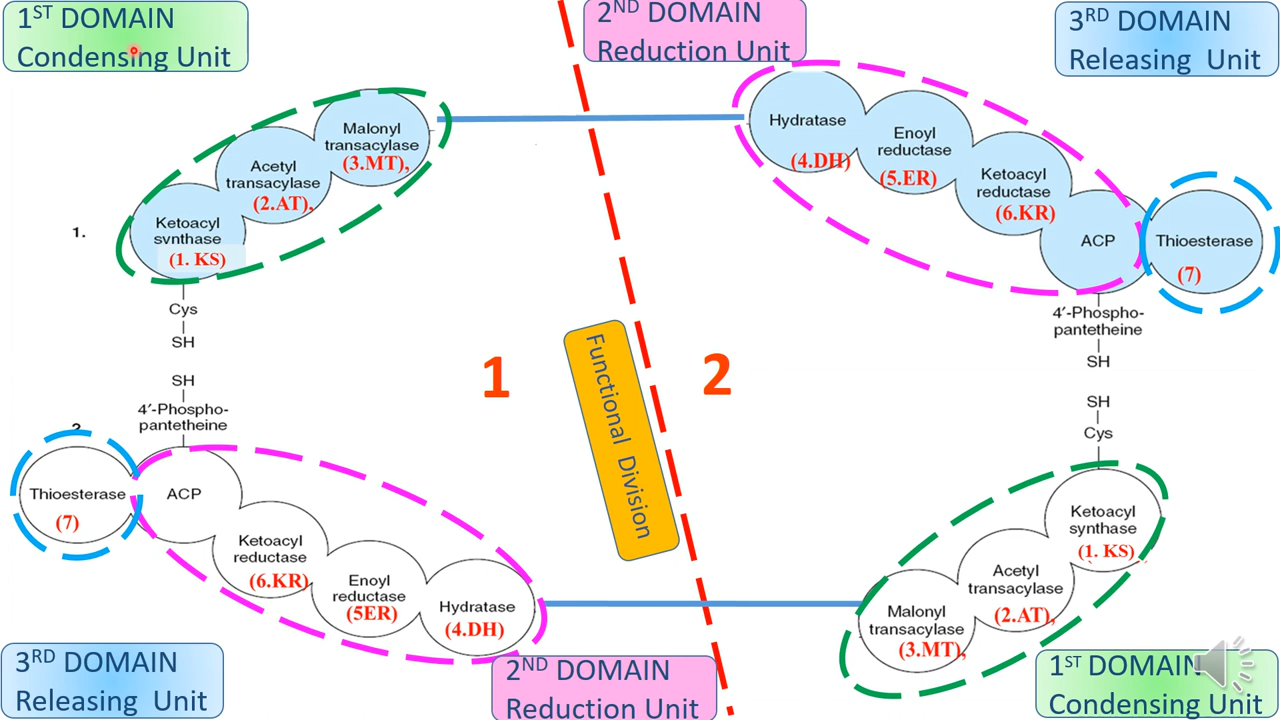 1ST DOMAIN
Condensing Unit
2ND DOMAIN
Reduction Unit
3RD DOMAIN
Releasing Unit
Malonyl
transacylase
(3.MT),
Acetyl
transacylase
(2.AT),
Ketoacyl
synthase
(1. KS)
1.
Cys
SH
Hydratase
(4.DH)
Enoyl
reductase
(5.ER)
Ketoacyl
reductase
(6.KR)
ACP
Thioesterase
(7)
4′-Phospho-
pantetheine
SH
1
2
Functional Division
SH
4′-Phospho-
pantetheine
2
Thioesterase
(7)
ACP
Ketoacyl
reductase
(6.KR)
Enoyl
reductase
(5ER)
Hydratase
(4.DH)
SH
Cys
Ketoacyl
synthase
(1. KS)
Acetyl
transacylase
(2.AT),
Malonyl
transacylase
(3.MT),
3RD DOMAIN
Releasing Unit
2ND DOMAIN
Reduction Unit
1ST DOMAIN
Condensing Unit